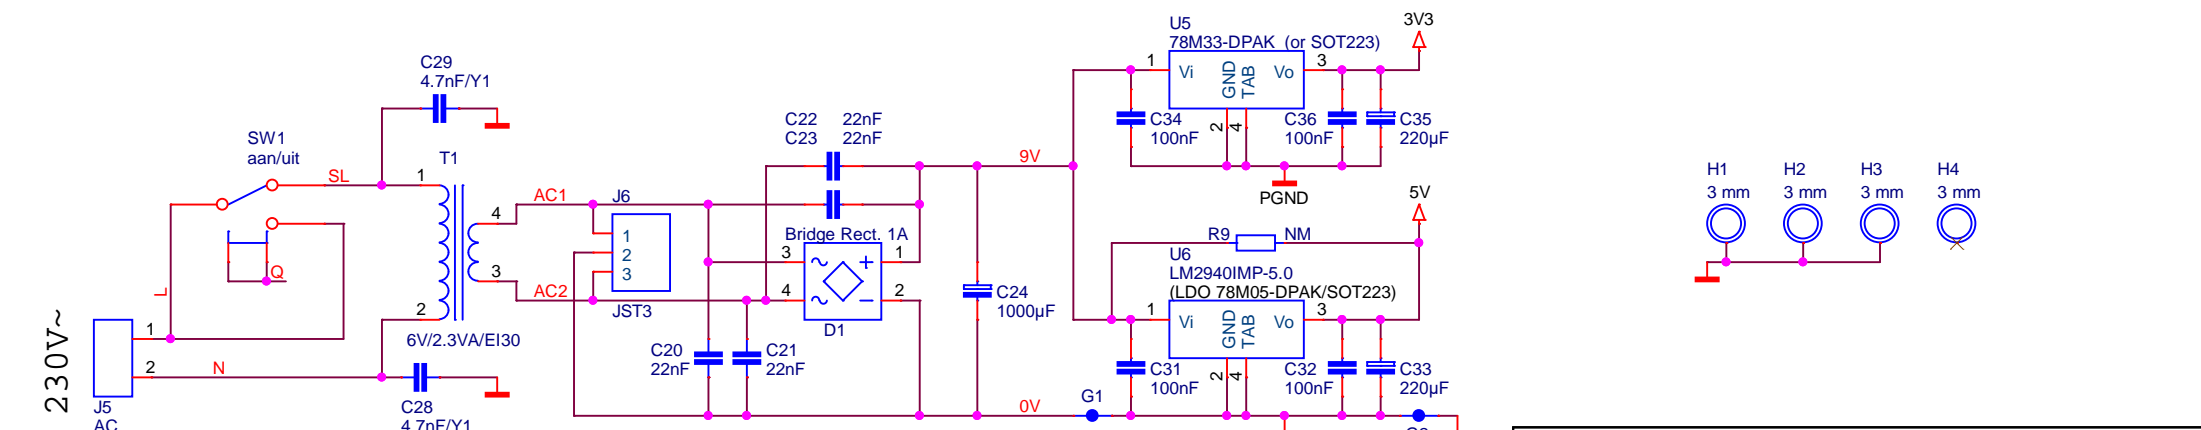 U5
78M33-DPAK (or SOT223)
3V3
1
Vi
GND
TAB
Vo
3
2
4
C34
100nF
C36
100nF
C35
220µF
PGND
C29
4.7nF/Y1
SW1
aan/uit
SL
T1
1
2
4
3
6V/2.3VA/EI30
L
Q
230V~
1
2
N
J5
AC
C28
4.7nF/Y1
AC1
AC2
J6
1
2
3
JST3
C22 22nF
C23 22nF
Bridge Rect. 1A
3
4
1
2
D1
C20
22nF
C21
22nF
9V
C24
1000µF
0V
G1
5V
R9
NM
U6
LM2940IMP-5.0
(LDO 78M05-DPAK/SOT223)
1
Vi
GND
TAB
Vo
3
2
4
C31
100nF
C32
100nF
C33
220µF
H1
3 mm
H2
3 mm
H3
3 mm
H4
3 mm